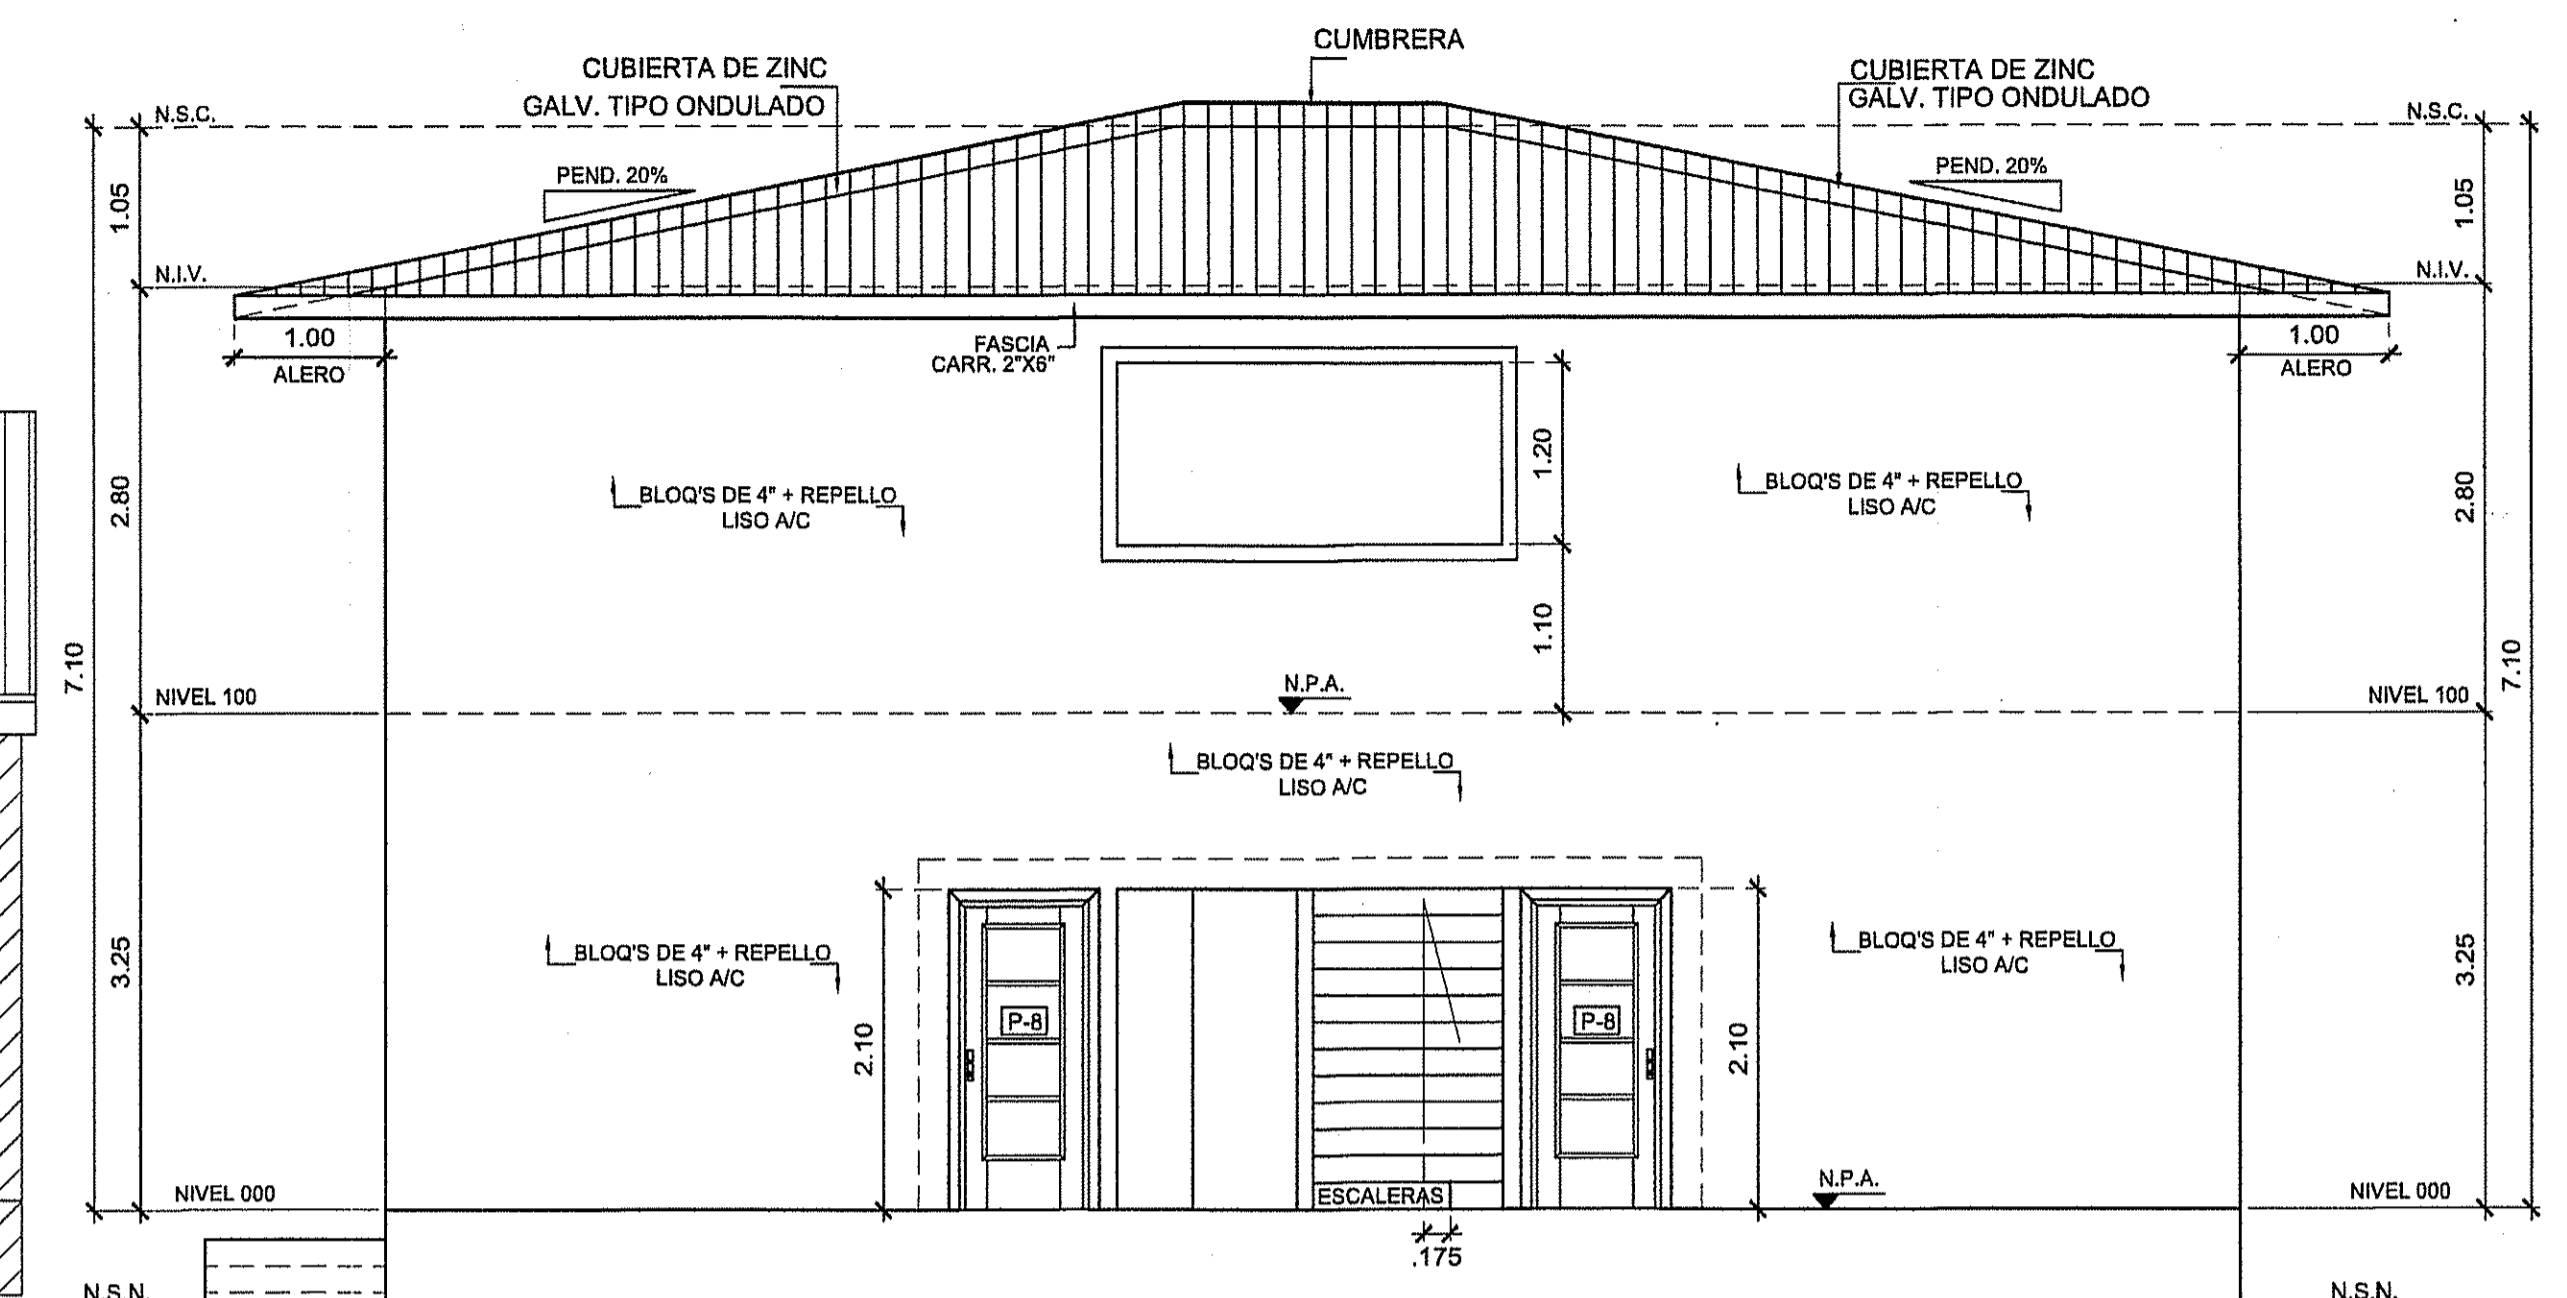 CUMBRERA
CUBIERTA DE ZINC
GALV. TIPO ONDULADO
CUBIERTA DE ZINC
GALV. TIPO ONDULADO
N.S.C.
N.S.C.
PEND. 20%
PEND. 20%
1.05
1.05
N.I.V.
N.I.V.
1.00
ALERO
FASCIA
CARR. 2"X6"
1.00
ALERO
1.20
2.80
BLOQ'S DE 4" + REPELLO
LISO A/C
BLOQ'S DE 4" + REPELLO
LISO A/C
2.80
1.10
7.10
7.10
NIVEL 100
N.P.A.
NIVEL 100
BLOQ'S DE 4" + REPELLO
LISO A/C
3.25
BLOQ'S DE 4" + REPELLO
LISO A/C
BLOQ'S DE 4" + REPELLO
LISO A/C
3.25
2.10
P-8
P-8
2.10
NIVEL 000
ESCALERAS
N.P.A.
NIVEL 000
.175
N.S.N.
N.S.N.